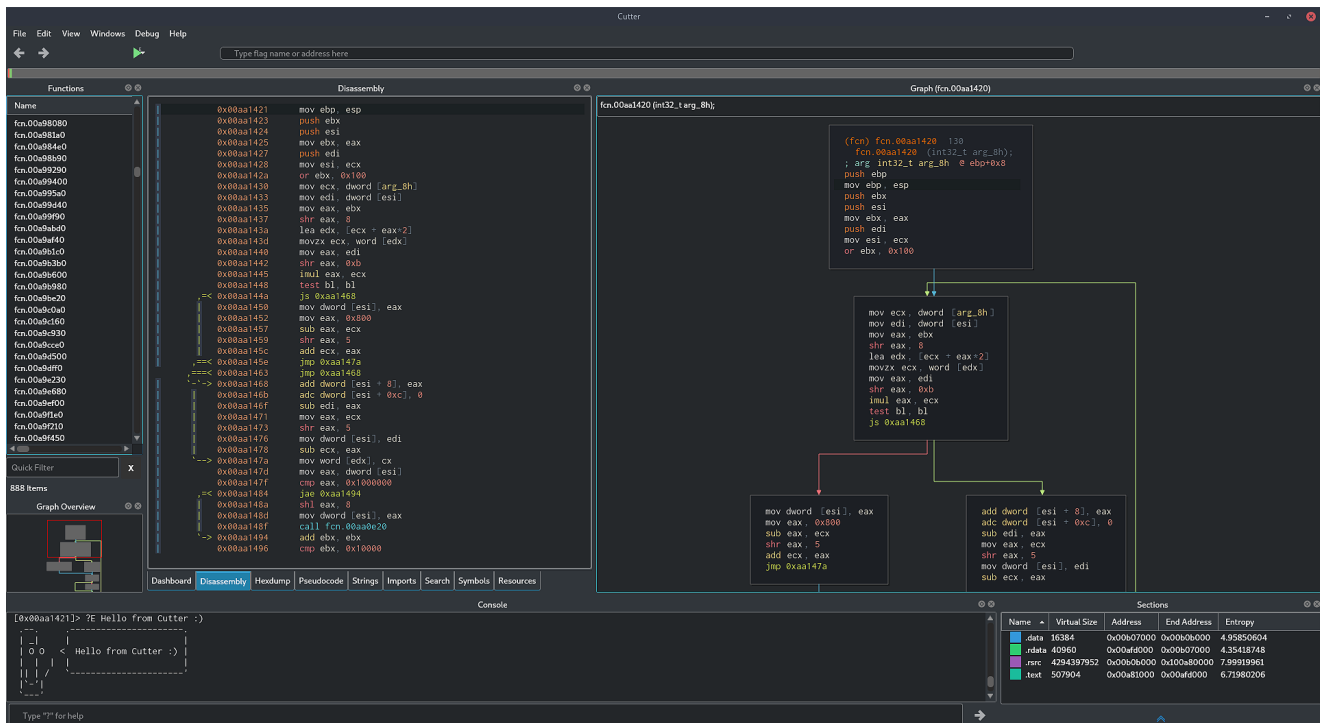 Cutter
File Edit View Windows Debug Help
Type flag name or address here
Functions
Name
fcn.00a98080
fcn.00a981a0
fcn.00a984e0
fcn.00a98b90
fcn.00a99290
fcn.00a99400
fcn.00a995a0
fcn.00a99d40
fcn.00a99f90
fcn.00a9abd0
fcn.00a9af40
fcn.00a9b1c0
fcn.00a9b3b0
fcn.00a9b600
fcn.00a9b980
fcn.00a9be20
fcn.00a9c0a0
fcn.00a9c160
fcn.00a9c930
fcn.00a9cce0
fcn.00a9d500
fcn.00a9dff0
fcn.00a9e230
fcn.00a9e680
fcn.00a9ef00
fcn.00a9f1e0
fcn.00a9f210
fcn.00a9f450
Quick Filter X
888 Items
Graph Overview
Disassembly
0x00aa1421 mov ebp, esp
0x00aa1423 push ebx
0x00aa1424 push esi
0x00aa1425 mov ebx, eax
0x00aa1427 push edi
0x00aa1428 mov esi, ecx
0x00aa142a or ebx, 0x100
0x00aa1430 mov ecx, dword [arg_8h]
0x00aa1433 mov edi, dword [esi]
0x00aa1435 mov eax, ebx
0x00aa1437 shr eax, 8
0x00aa143a lea edx, [ecx + eax*2]
0x00aa143d movzx ecx, word [edx]
0x00aa1440 mov eax, edi
0x00aa1442 shr eax, 0xb
0x00aa1445 imul eax, ecx
0x00aa1448 test bl, bl
,=< 0x00aa144a js 0xaa1468
| 0x00aa1450 mov dword [esi], eax
| 0x00aa1452 mov eax, 0x800
| 0x00aa1457 sub eax, ecx
| 0x00aa1459 shr eax, 5
| 0x00aa145c add ecx, eax
,==< 0x00aa145e jmp 0xaa147a
,===< 0x00aa1463 jmp 0xaa1468
`-`-> 0x00aa1468 add dword [esi + 8], eax
| 0x00aa146b adc dword [esi + 0xc], 0
| 0x00aa146f sub edi, eax
| 0x00aa1471 mov eax, ecx
| 0x00aa1473 shr eax, 5
| 0x00aa1476 mov dword [esi], edi
| 0x00aa1478 sub ecx, eax
`--> 0x00aa147a mov word [edx], cx
0x00aa147d mov eax, dword [esi]
0x00aa147f cmp eax, 0x1000000
,=< 0x00aa1484 jae 0xaa1494
| 0x00aa148a shl eax, 8
| 0x00aa148d mov dword [esi], eax
| 0x00aa148f call fcn.00aa0e20
`-> 0x00aa1494 add ebx, ebx
0x00aa1496 cmp ebx, 0x10000
Dashboard Disassembly Hexdump Pseudocode Strings Imports Search Symbols Resources
Graph (fcn.00aa1420)
fcn.00aa1420 (int32_t arg_8h);
(fcn) fcn.00aa1420 130
fcn.00aa1420 (int32_t arg_8h);
; arg int32_t arg_8h @ ebp+0x8
push ebp
mov ebp, esp
push ebx
push esi
mov ebx, eax
push edi
mov esi, ecx
or ebx, 0x100
mov ecx, dword [arg_8h]
mov edi, dword [esi]
mov eax, ebx
shr eax, 8
lea edx, [ecx + eax*2]
movzx ecx, word [edx]
mov eax, edi
shr eax, 0xb
imul eax, ecx
test bl, bl
js 0xaa1468
mov dword [esi], eax
mov eax, 0x800
sub eax, ecx
shr eax, 5
add ecx, eax
jmp 0xaa147a
add dword [esi + 8], eax
adc dword [esi + 0xc], 0
sub edi, eax
mov eax, ecx
shr eax, 5
mov dword [esi], edi
sub ecx, eax
Console
[0x00aa1421]> ?E Hello from Cutter :)
.--. .-----------------------.
| _| | |
| O O < Hello from Cutter :) |
| | | | |
|| | / `-----------------------'
|`-'|
`---'
Type "?" for help
Sections
Name Virtual Size Address End Address Entropy
.data 16384 0x00b07000 0x00b0b000 4.95850604
.rdata 40960 0x00afd000 0x00b07000 4.35418748
.rsrc 4294397952 0x00b0b000 0x100a80000 7.99919961
.text 507904 0x00a81000 0x00afd000 6.71980206